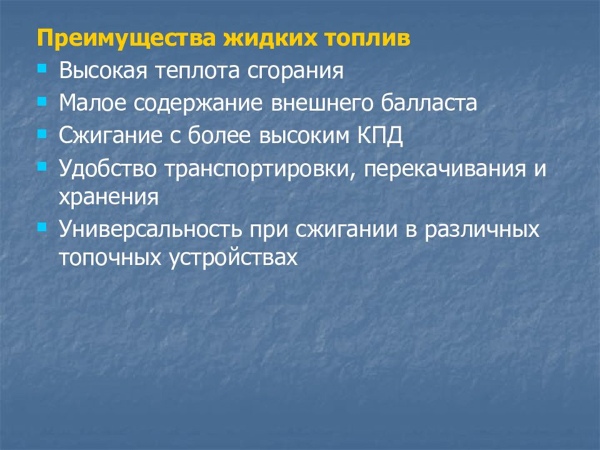 Преимущества жидких топлив
Высокая теплота сгорания
Малое содержание внешнего балласта
Сжигание с более высоким КПД
Удобство транспортировки, перекачивания и
хранения
Универсальность при сжигании в различных
топочных устройствах